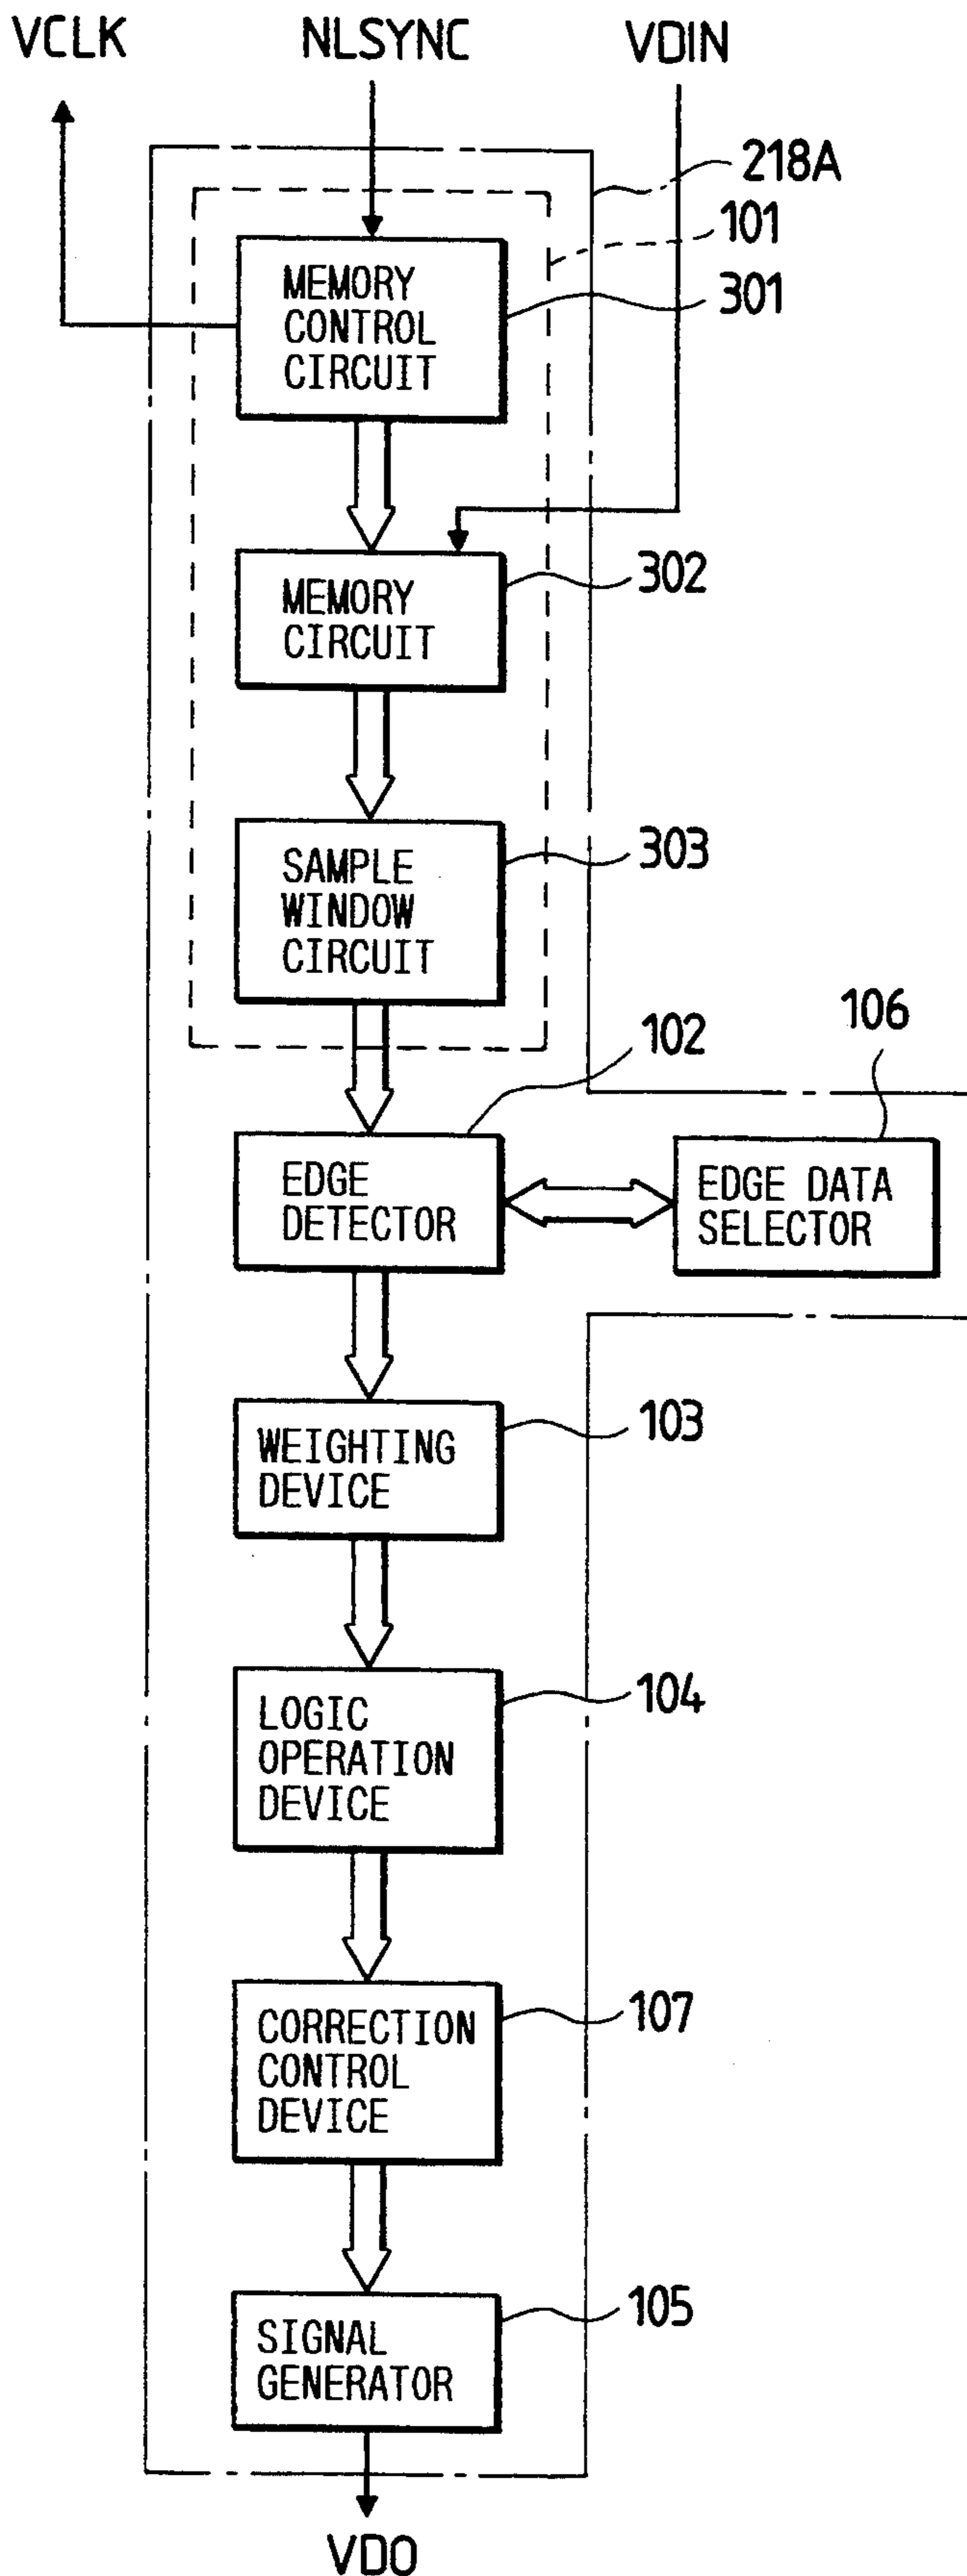 VCLK
NLSYNC
VDIN
218A
101
MEMORY
CONTROL
CIRCUIT
301
MEMORY
CIRCUIT
302
SAMPLE
WINDOW
CIRCUIT
303
102
106
EDGE
DETECTOR
EDGE DATA
SELECTOR
WEIGHTING
DEVICE
103
LOGIC
OPERATION
DEVICE
104
CORRECTION
CONTROL
DEVICE
107
SIGNAL
GENERATOR
105
VDO